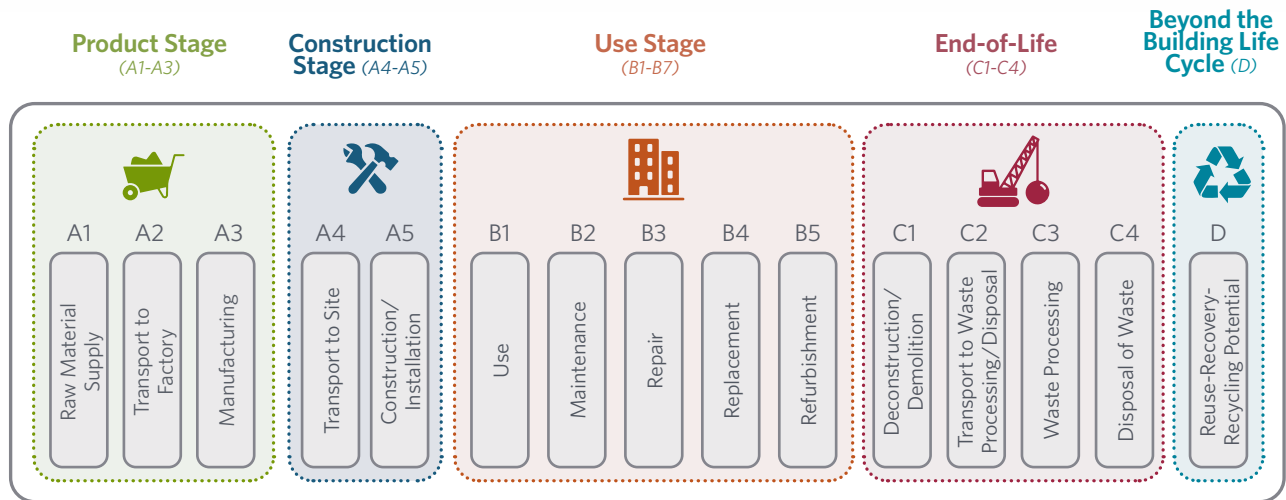 Product Stage
(A1-A3)
Construction
Stage (A4-A5)
Use Stage
(B1-B7)
End-of-Life
(C1-C4)
Beyond the
Building Life
Cycle (D)
A1
Raw Material
Supply
A2
Transport to
Factory
A3
Manufacturing
A4
Transport to Site
A5
Construction/
Installation
B1
Use
B2
Maintenance
B3
Repair
B4
Replacement
B5
Refurbishment
C1
Deconstruction/
Demolition
C2
Transport to Waste
Processing/Disposal
C3
Waste Processing
C4
Disposal of Waste
D
Reuse-Recovery-
Recycling Potential